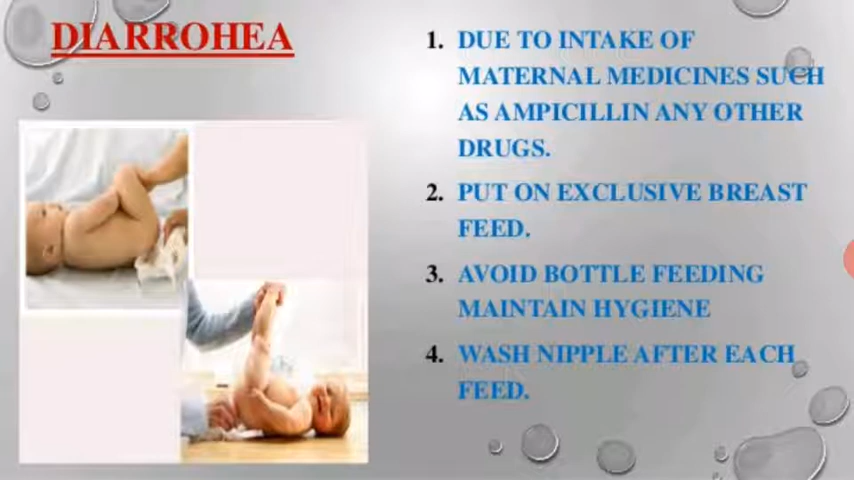 DIARROHEA
1. DUE TO INTAKE OF
MATERNAL MEDICINES SUCH
AS AMPICILLIN ANY OTHER
DRUGS.
2. PUT ON EXCLUSIVE BREAST
FEED.
3. AVOID BOTTLE FEEDING
MAINTAIN HYGIENE
4. WASH NIPPLE AFTER EACH
FEED.